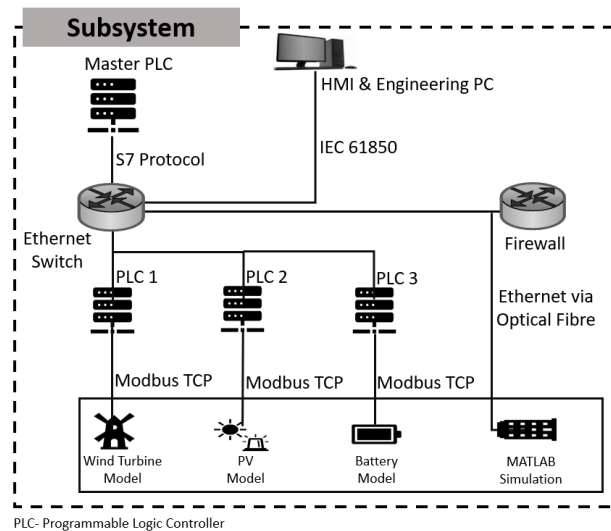 Subsystem
Master PLC
HMI & Engineering PC
S7 Protocol
IEC 61850
Ethernet
Switch
Firewall
PLC 1
PLC 2
PLC 3
Ethernet via
Optical Fibre
Modbus TCP
Modbus TCP
Modbus TCP
Wind Turbine
Model
PV
Model
Battery
Model
MATLAB
Simulation
PLC- Programmable Logic Controller